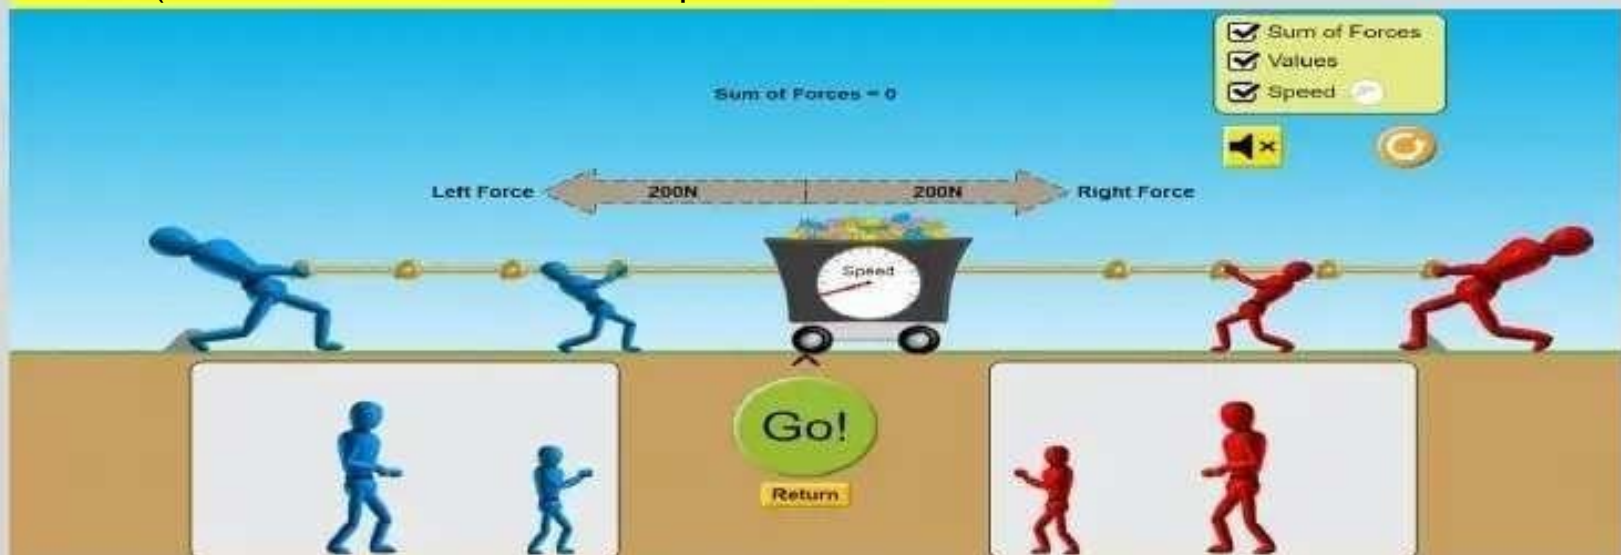 Sum of Forces
Values
Speed
Sum of Forces = 0
Left Force
200N
200N
Right Force
Speed
Go!
Return